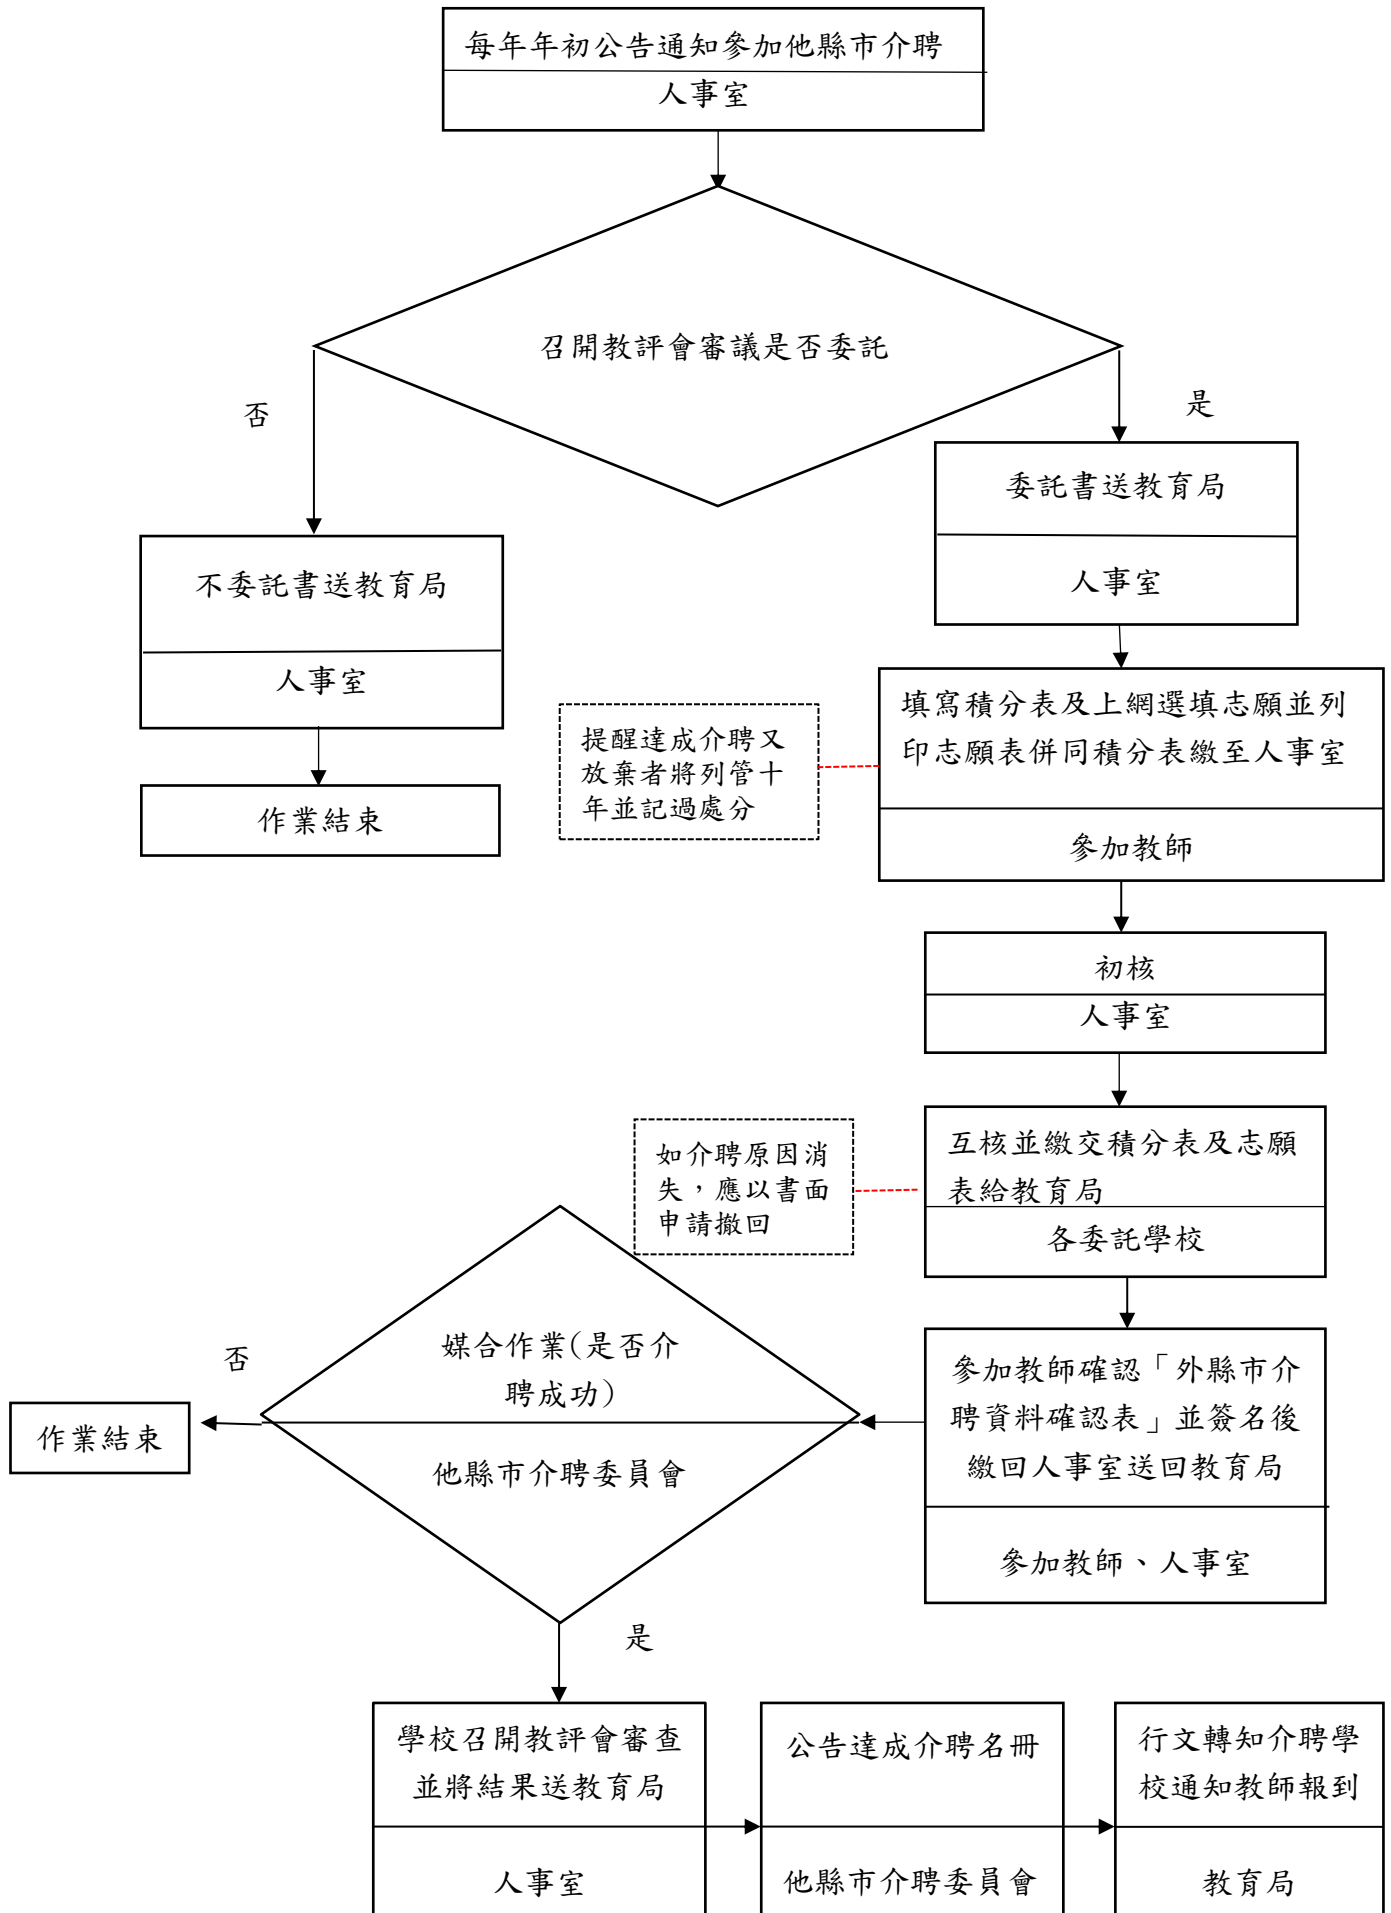 每年年初公告通知參加他縣市介聘
人事室
召開教評會審議是否委託
否
是
委託書送教育局
人事室
不委託書送教育局
人事室
作業結束
填寫積分表及上網選填志願並列
印志願表併同積分表繳至人事室
參加教師
提醒達成介聘又
放棄者將列管十
年並記過處分
初核
人事室
互核並繳交積分表及志願
表給教育局
各委託學校
如介聘原因消
失，應以書面
申請撤回
參加教師確認「外縣市介
聘資料確認表」並簽名後
繳回人事室送回教育局
參加教師、人事室
媒合作業(是否介
聘成功)
他縣市介聘委員會
否
作業結束
是
學校召開教評會審查
並將結果送教育局
人事室
公告達成介聘名冊
他縣市介聘委員會
行文轉知介聘學
校通知教師報到
教育局